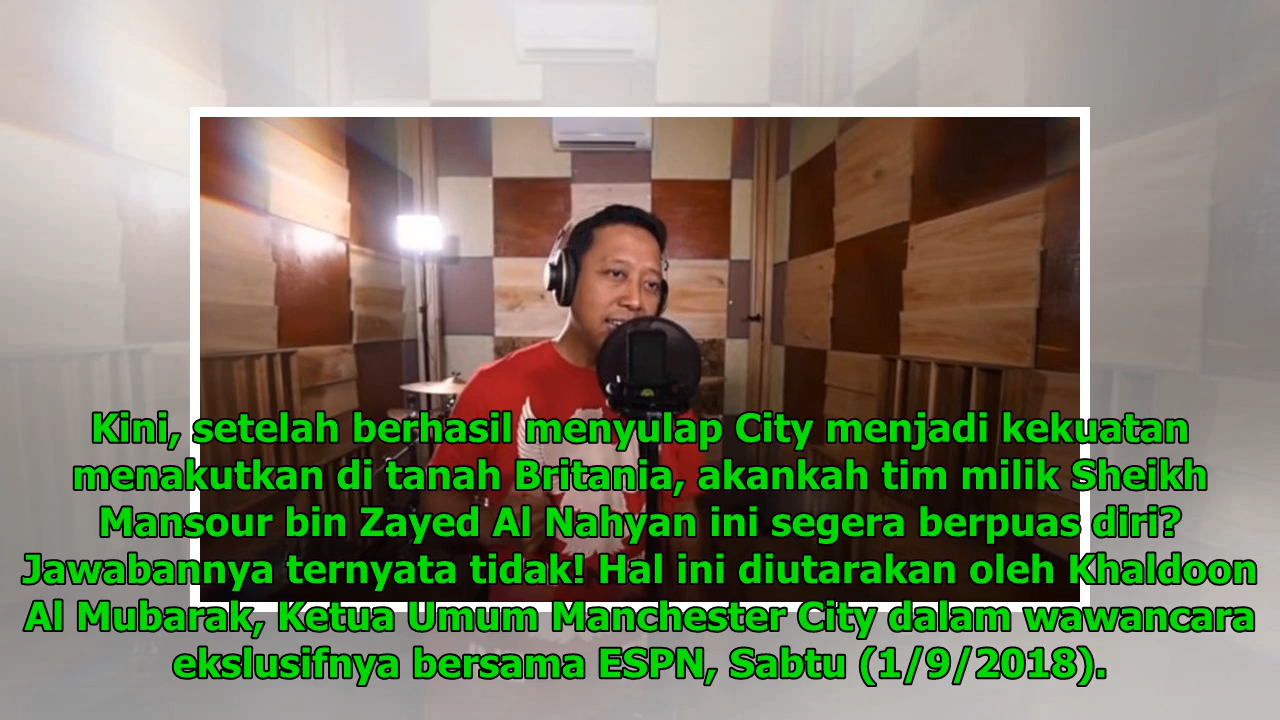 Kini, setelah berhasil menyulap City menjadi kekuatan
menakutkan di tanah Britania, akankah tim milik Sheikh
Mansour bin Zayed Al Nahyan ini segera berpuas diri?
Jawabannya ternyata tidak! Hal ini diutarakan oleh Khaldoon
Al Mubarak, Ketua Umum Manchester City dalam wawancara
ekslusifnya bersama ESPN, Sabtu (1/9/2018).